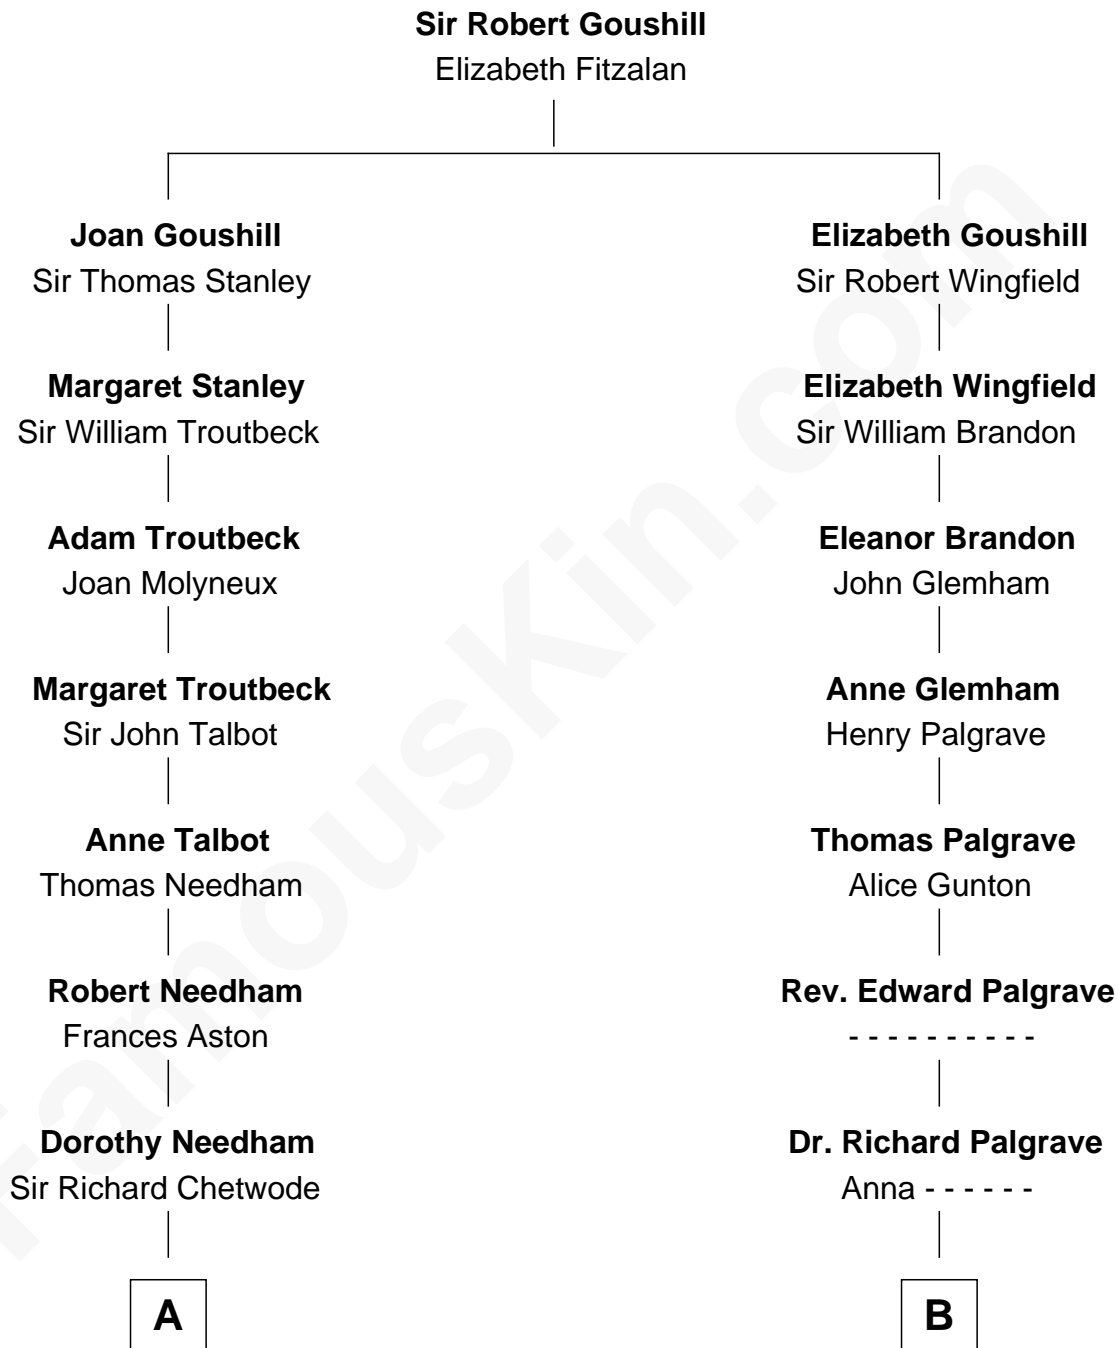 Sir Robert Goushill
Elizabeth Fitzalan
Joan Goushill
Sir Thomas Stanley
Elizabeth Goushill
Sir Robert Wingfield
Margaret Stanley
Sir William Troutbeck
Elizabeth Wingfield
Sir William Brandon
Adam Troutbeck
Joan Molyneux
Eleanor Brandon
John Glemham
Margaret Troutbeck
Sir John Talbot
Anne Glemham
Henry Palgrave
Anne Talbot
Thomas Needham
Thomas Palgrave
Alice Gunton
Robert Needham
Frances Aston
Rev. Edward Palgrave
- - - - - - - - - -
Dorothy Needham
Sir Richard Chetwode
Dr. Richard Palgrave
Anna - - - - - -
A
B
FamousKin.com